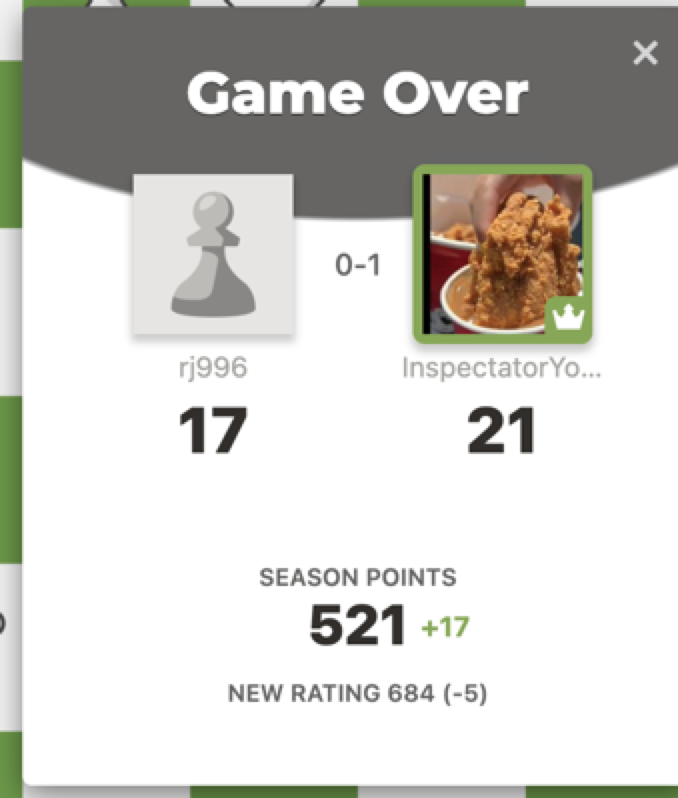 Game Over
0-1
rj996
InspectatorYo...
17
21
SEASON POINTS
521 +17
NEW RATING 684 (-5)